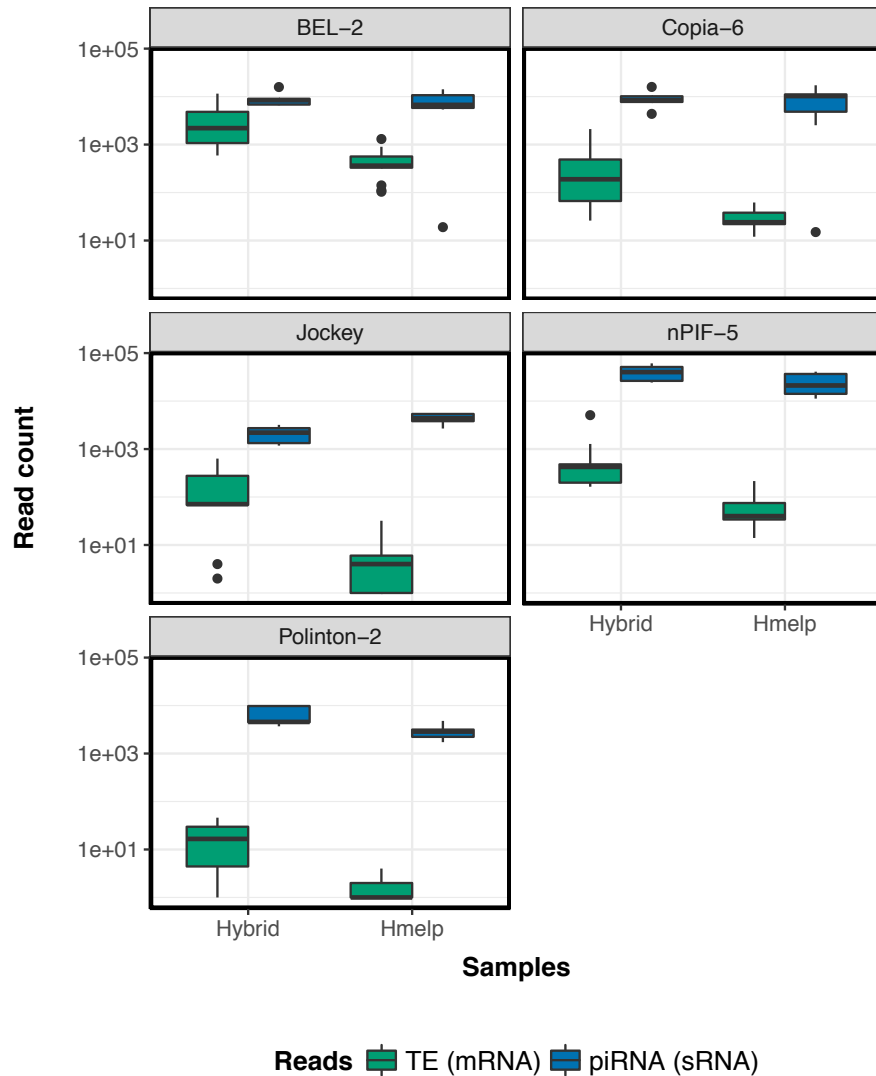 BEL−2
Copia−6
1e+05
1e+03
1e+01
Jockey
nPIF−5
1e+05
1e+03
1e+01
Hybrid
Hmelp
Polinton−2
1e+05
1e+03
1e+01
Hybrid
Hmelp
Read count
Samples
Reads TE (mRNA) piRNA (sRNA)